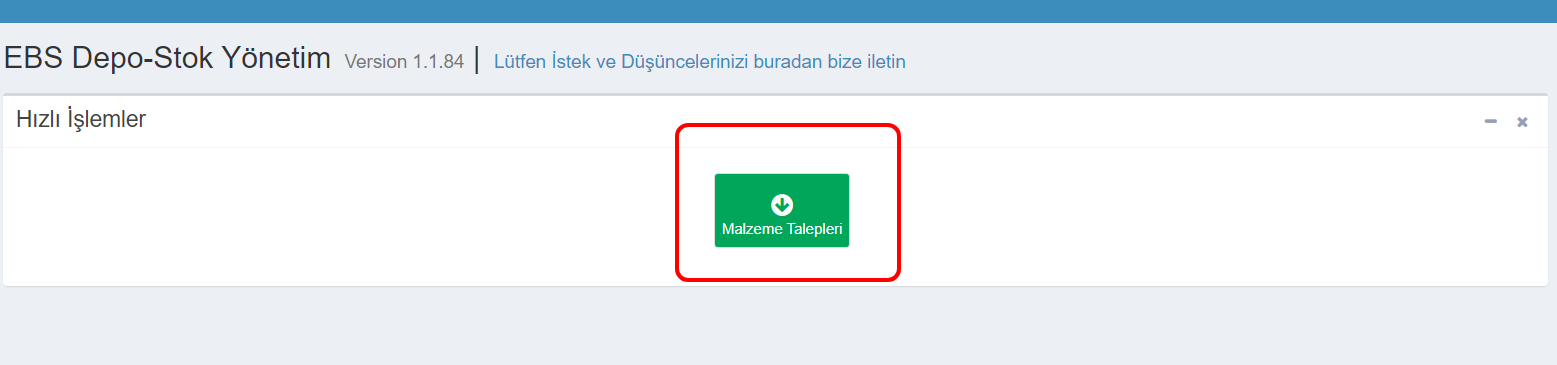 EBS Depo-Stok Yönetim Version 1.1.84 | Lütfen İstek ve Düşüncelerinizi buradan bize iletin
Hızlı İşlemler
Malzeme Talepleri